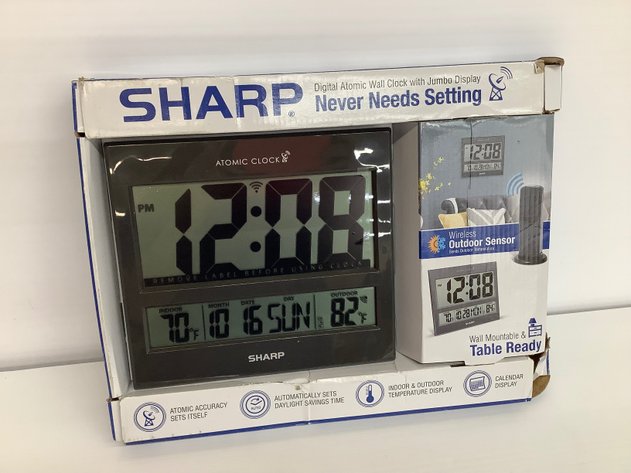 SHARP®
Digital Atomic Wall Clock with Jumbo Display
Never Needs Setting
ATOMIC CLOCK
PM
12:08
REMOVE LABEL BEFORE USING CLOCK
INDOOR MONTH DATE DAY OUTDOOR
70°F 10 16 SUN 82°F
SHARP
12:08
SHARP
Wireless
Outdoor Sensor
12:08
SHARP
Wall Mountable &
Table Ready
ATOMIC ACCURACY
SETS ITSELF
AUTO
AUTOMATICALLY SETS
DAYLIGHT SAVINGS TIME
INDOOR & OUTDOOR
TEMPERATURE DISPLAY
CALENDAR
DISPLAY